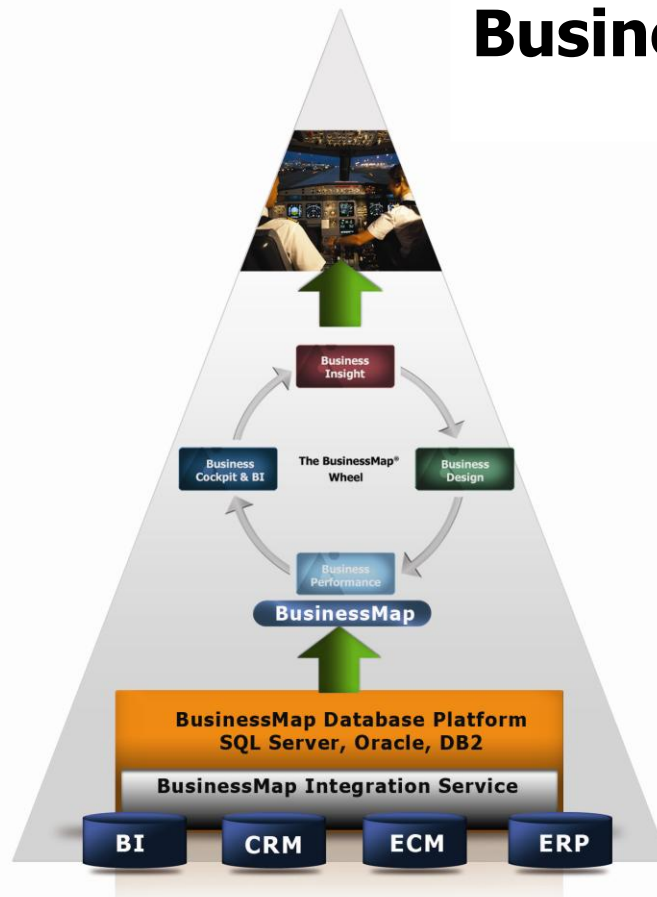 Busine
Business
Insight
Business
Cockpit & BI
The BusinessMap®
Wheel
Business
Design
Business
Performance
BusinessMap
BusinessMap Database Platform
SQL Server, Oracle, DB2
BusinessMap Integration Service
BI
CRM
ECM
ERP